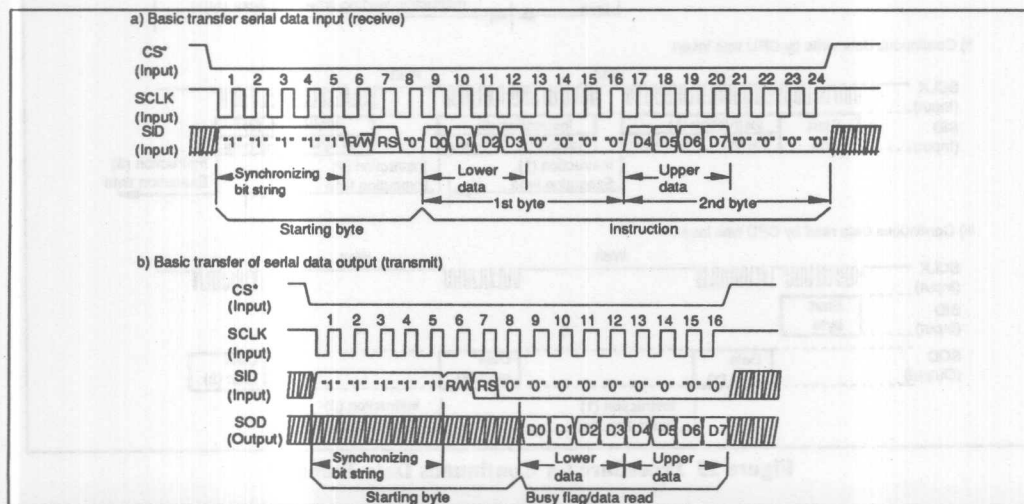 a) Basic transfer serial data input (receive)
CS*
(Input)
1 2 3 4 5 6 7 8 9 10 11 12 13 14 15 16 17 18 19 20 21 22 23 24
SCLK
(Input)
SID
(Input)
"1" "1" "1" "1" "1" R/W RS "0" D0 D1 D2 D3 "0" "0" "0" "0" D4 D5 D6 D7 "0" "0" "0" "0"
Synchronizing
bit string
Lower
data
Upper
data
1st byte
2nd byte
Starting byte
Instruction
b) Basic transfer of serial data output (transmit)
CS*
(Input)
1 2 3 4 5 6 7 8 9 10 11 12 13 14 15 16
SCLK
(Input)
SID
(Input)
"1" "1" "1" "1" "1" R/W RS "0" "0" "0" "0" "0" "0" "0" "0" "0"
SOD
(Output)
D0 D1 D2 D3 D4 D5 D6 D7
Synchronizing
bit string
Lower
data
Upper
data
Starting byte
Busy flag/data read